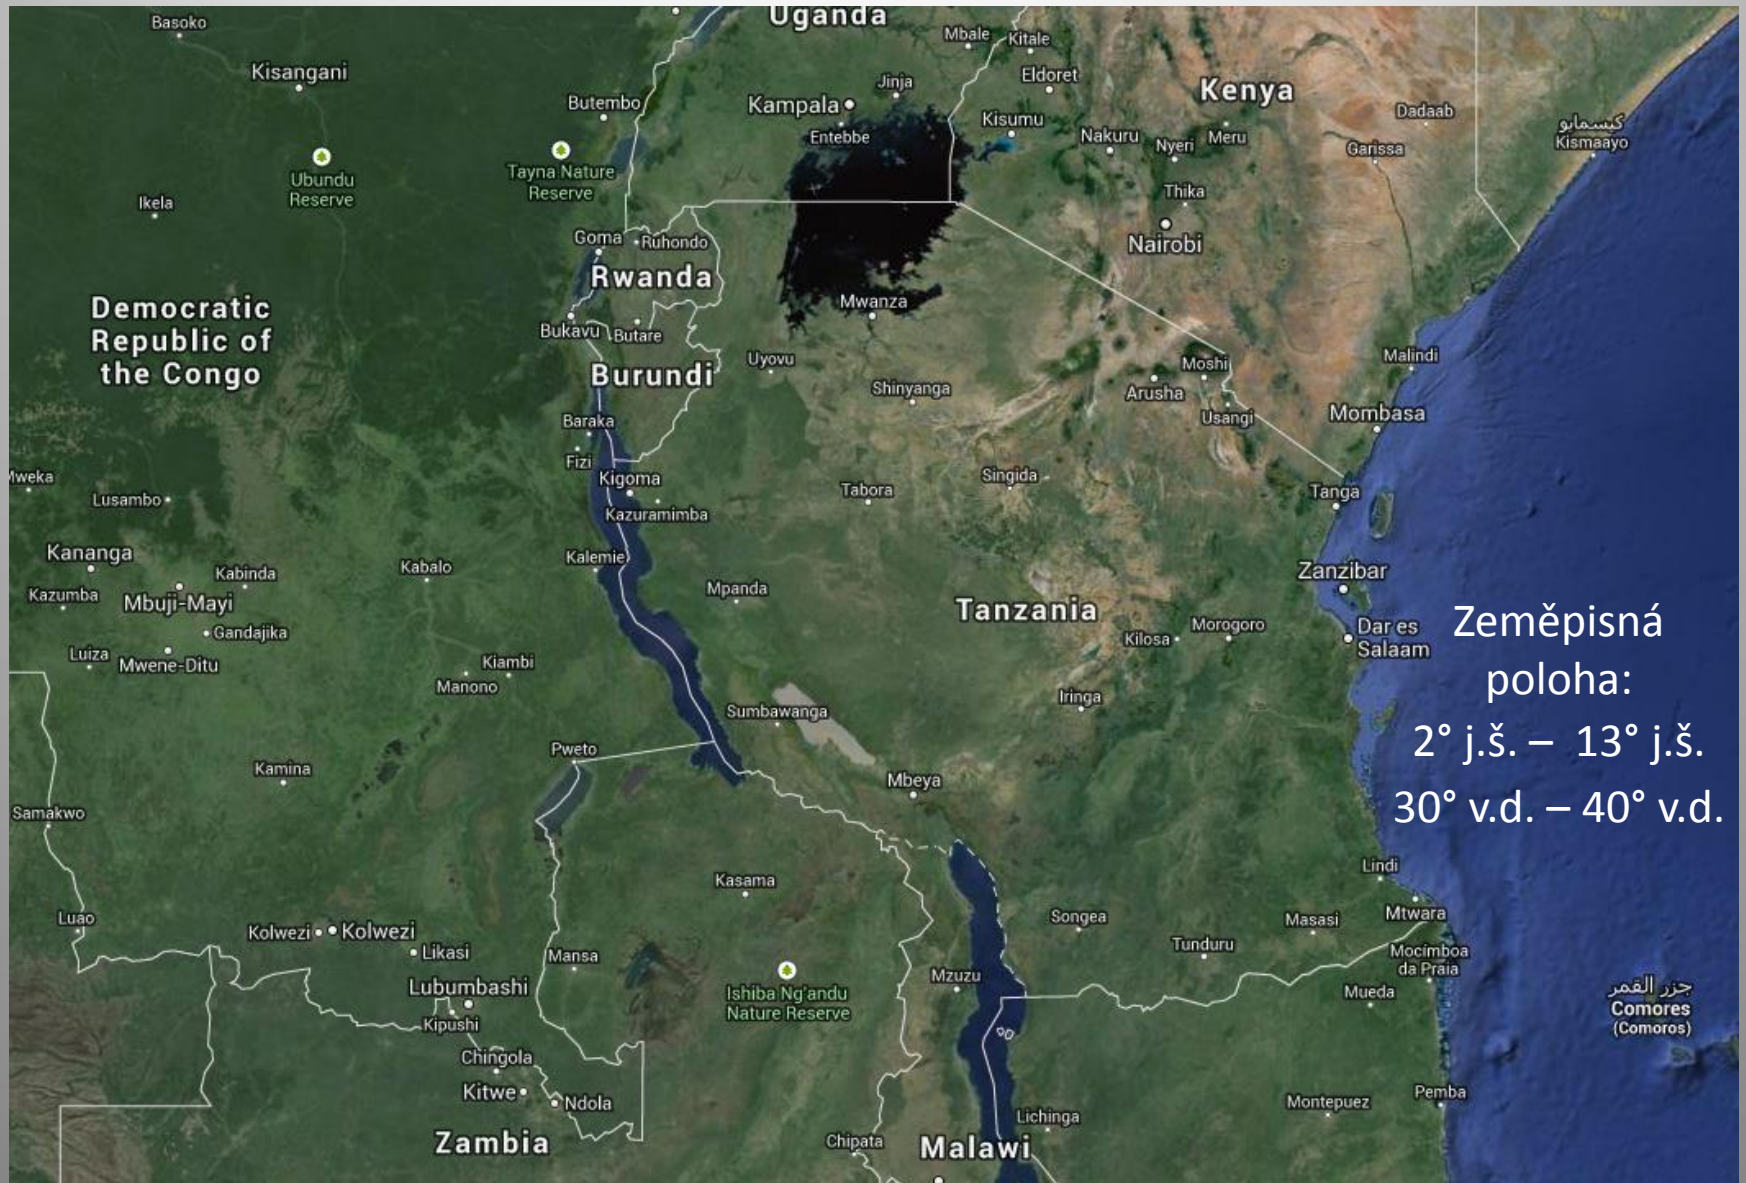 Basoko
Uganda
Mbale
Kitale
Kisangani
Jinja
Eldoret
Butembo
Kampala
Kenya
Entebbe
Kisumu
Dadaab
كيسمايو
Kismaayo
Nakuru
Nyeri
Meru
Garissa
Ubundu
Reserve
Tayna Nature
Reserve
Ikela
Thika
Goma
Ruhondo
Nairobi
Rwanda
Democratic
Republic of
the Congo
Mwanza
Bukavu
Butare
Burundi
Uyovu
Shinyanga
Moshi
Arusha
Usangi
Malindi
Mombasa
Baraka
Fizi
Kigoma
Kazuramimba
Mweka
Lusambo
Tabora
Singida
Tanga
Kananga
Kazumba
Mbuji-Mayi
Kabinda
Kabalo
Kalemie
Mpanda
Zanzibar
Tanzania
Gandajika
Luiza
Mwene-Ditu
Kiambi
Manono
Kilosa
Morogoro
Dar es
Salaam
Zeměpisná
poloha:
2° j.š. – 13° j.š.
30° v.d. – 40° v.d.
Iringa
Sumbawanga
Pweto
Kamina
Mbeya
Samakwo
Kasama
Lindi
Luao
Kolwezi
Kolwezi
Likasi
Mansa
Songea
Masasi
Mtwara
Tunduru
Mocímboa
da Praia
Lubumbashi
Kipushi
Ishiba Ng'andu
Nature Reserve
Mzuzu
Mueda
جزر القمر
Comores
(Comoros)
Chingola
Kitwe
Ndola
Zambia
Chipata
Malawi
Lichinga
Montepuez
Pemba